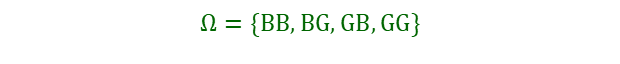 Ω = {BB, BG, GB, GG}